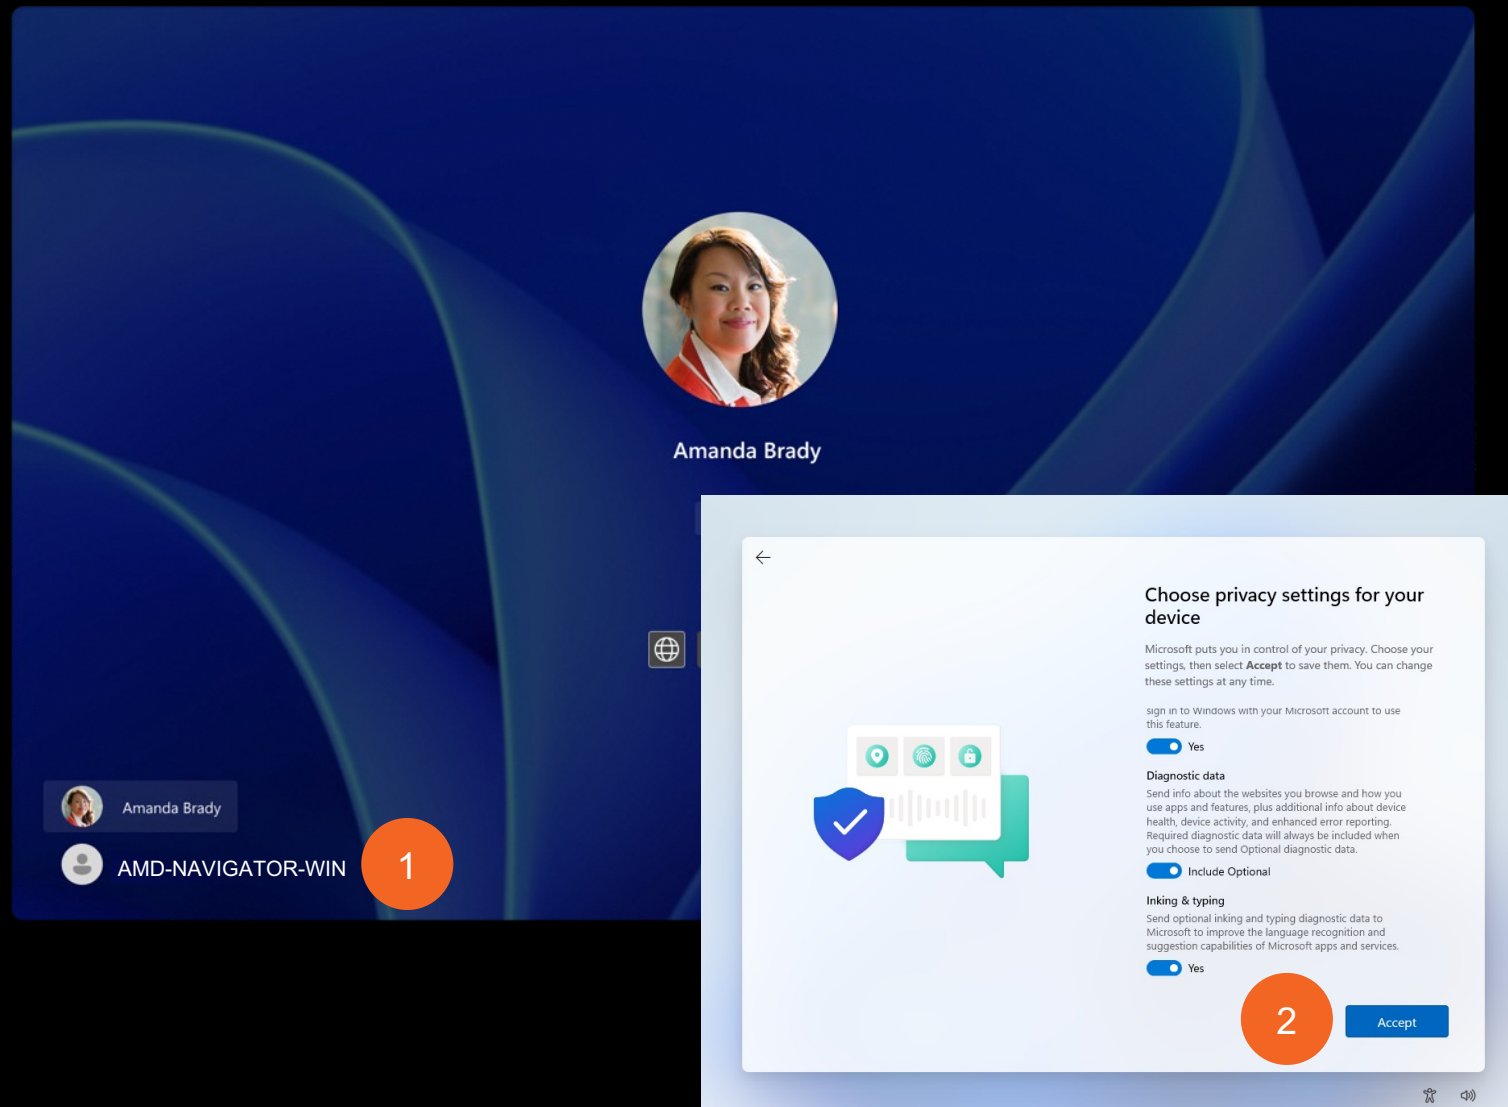 Amanda Brady
Amanda Brady
AMD-NAVIGATOR-WIN
1
Choose privacy settings for your
device
Microsoft puts you in control of your privacy. Choose your
settings, then select Accept to save them. You can change
these settings at any time.
sign in to Windows with your Microsoft account to use
this feature.
Yes
Diagnostic data
Send info about the websites you browse and how you
use apps and features, plus additional info about device
health, device activity, and enhanced error reporting.
Required diagnostic data will always be included when
you choose to send Optional diagnostic data.
Include Optional
Inking & typing
Send optional inking and typing diagnostic data to
Microsoft to improve the language recognition and
suggestion capabilities of Microsoft apps and services.
Yes
2
Accept